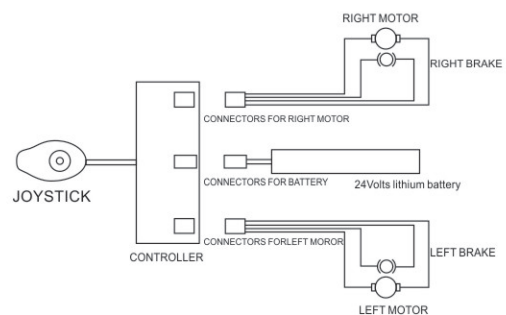 RIGHT MOTOR
RIGHT BRAKE
CONNECTORS FOR RIGHT MOTOR
JOYSTICK
CONNECTORS FOR BATTERY
24Volts lithium battery
CONNECTORS FORLEFT MOROR
CONTROLLER
LEFT BRAKE
LEFT MOTOR